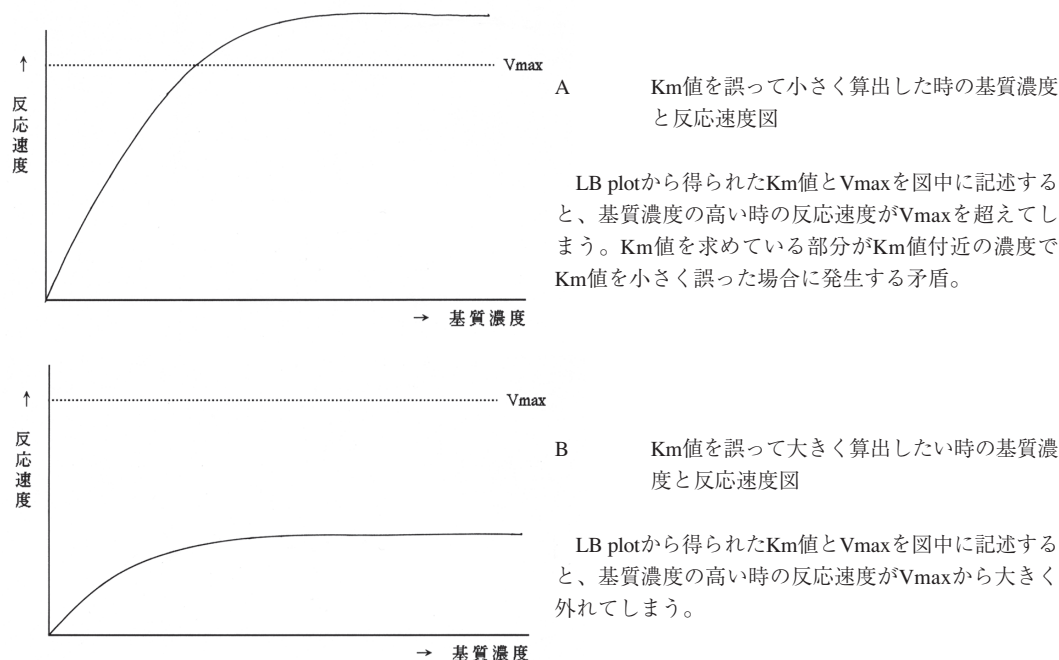 Vmax
↑
反応速度
→ 基質濃度
A Km値を誤って小さく算出した時の基質濃度
と反応速度図
LB plotから得られたKm値とVmaxを図中に記述する
と、基質濃度の高い時の反応速度がVmaxを超えてし
まう。Km値を求めている部分がKm値付近の濃度で
Km値を小さく誤った場合に発生する矛盾。
Vmax
↑
反応速度
→ 基質濃度
B Km値を誤って大きく算出したい時の基質濃
度と反応速度図
LB plotから得られたKm値とVmaxを図中に記述する
と、基質濃度の高い時の反応速度がVmaxから大きく
外れてしまう。